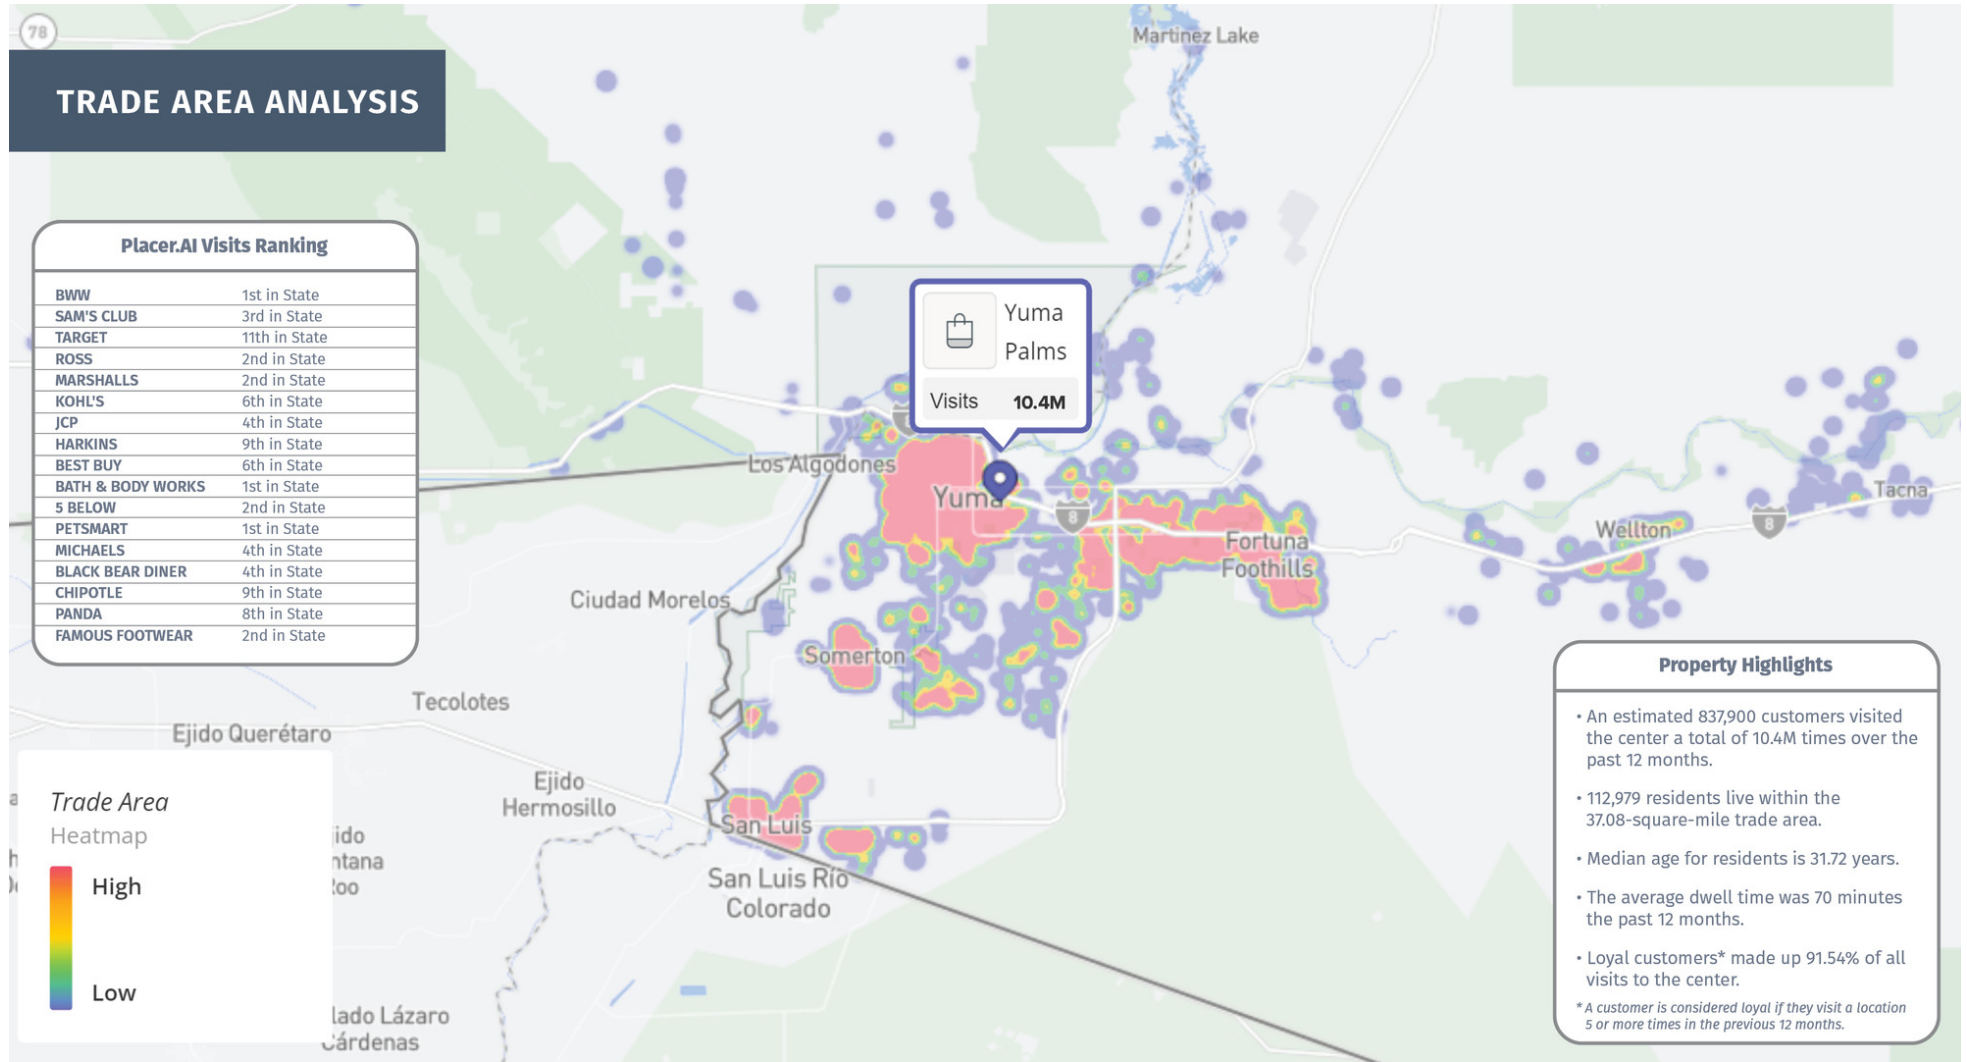 78
TRADE AREA ANALYSIS
Martinez Lake
Placer.AI Visits Ranking
BWW 1st in State
SAM'S CLUB 3rd in State
TARGET 11th in State
ROSS 2nd in State
MARSHALLS 2nd in State
KOHL'S 6th in State
JCP 4th in State
HARKINS 9th in State
BEST BUY 6th in State
BATH & BODY WORKS 1st in State
5 BELOW 2nd in State
PETSMART 1st in State
MICHAELS 4th in State
BLACK BEAR DINER 4th in State
CHIPOTLE 9th in State
PANDA 8th in State
FAMOUS FOOTWEAR 2nd in State
Yuma
Palms
Visits 10.4M
Los Algodones
Yuma
8
Fortuna
Foothills
Wellton
8
Tacna
Ciudad Morelos
Somerton
Tecolotes
Ejido Querétaro
Ejido
Hermosillo
San Luis
San Luis Río
Colorado
Trade Area
Heatmap
High
Low
jido
ntana
Roo
lado Lázaro
Cárdenas
Property Highlights
• An estimated 837,900 customers visited
the center a total of 10.4M times over the
past 12 months.
• 112,979 residents live within the
37.08-square-mile trade area.
• Median age for residents is 31.72 years.
• The average dwell time was 70 minutes
the past 12 months.
• Loyal customers* made up 91.54% of all
visits to the center.
* A customer is considered loyal if they visit a location
5 or more times in the previous 12 months.